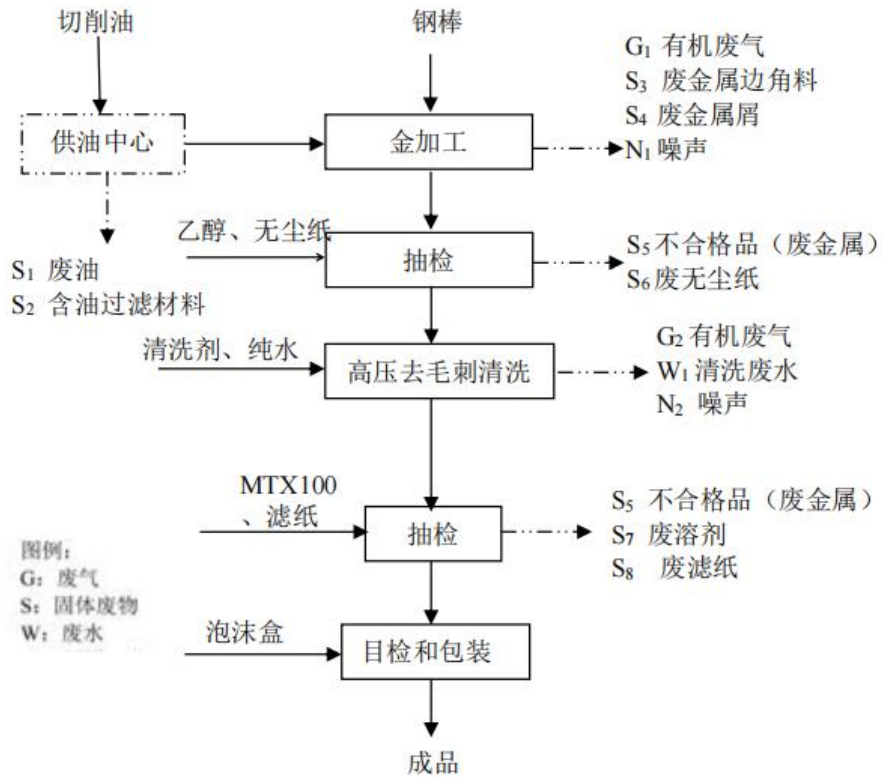 切削油
钢棒
G₁ 有机废气
S₃ 废金属边角料
S₄ 废金属屑
N₁ 噪声
供油中心
金加工
乙醇、无尘纸
S₁ 废油
S₂ 含油过滤材料
抽检
S₅ 不合格品（废金属）
S₆ 废无尘纸
清洗剂、纯水
高压去毛刺清洗
G₂ 有机废气
W₁ 清洗废水
N₂ 噪声
MTX100
、滤纸
抽检
S₅ 不合格品（废金属）
S₇ 废溶剂
S₈ 废滤纸
图例：
G：废气
S：固体废物
W：废水
泡沫盒
目检和包装
成品